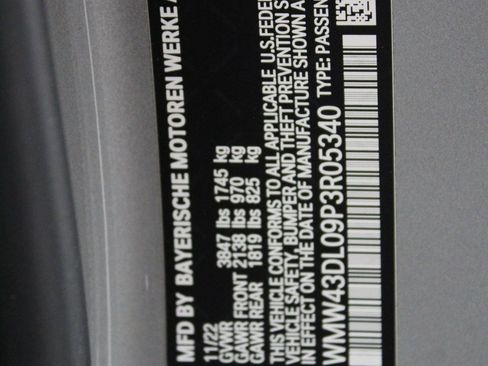 MFD BY BAYERISCHE MOTOREN WERKE A
11/22
GVWR 3847 lbs 1745 kg
GAWR FRONT 2138 lbs 970 kg
GAWR REAR 1819 lbs 825 kg
THIS VEHICLE CONFORMS TO ALL APPLICABLE U.S.FEDE
VEHICLE SAFETY, BUMPER AND THEFT PREVENTION S
IN EFFECT ON THE DATE OF MANUFACTURE SHOWN A
WMW43DL09P3R05340 TYPE: PASSEN